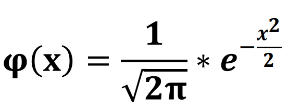 φ(x) = 1/√2π * e^-x²/2